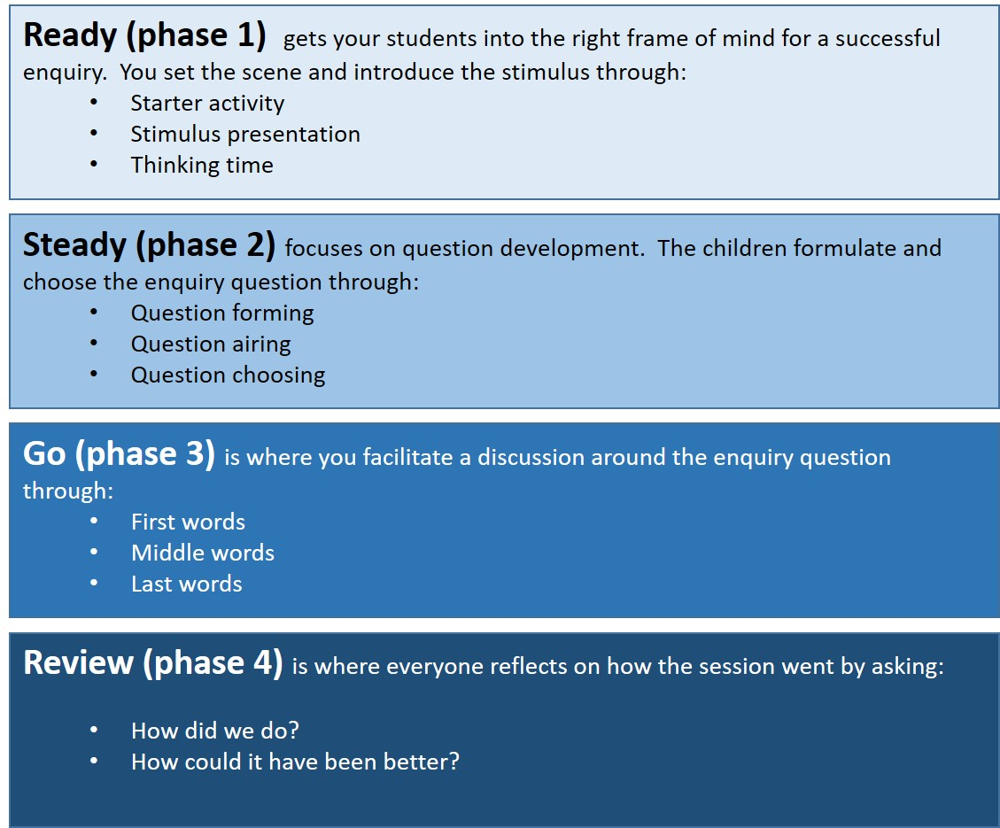 Ready (phase 1) gets your students into the right frame of mind for a successful
enquiry. You set the scene and introduce the stimulus through:
• Starter activity
• Stimulus presentation
• Thinking time
Steady (phase 2) focuses on question development. The children formulate and
choose the enquiry question through:
• Question forming
• Question airing
• Question choosing
Go (phase 3) is where you facilitate a discussion around the enquiry question
through:
• First words
• Middle words
• Last words
Review (phase 4) is where everyone reflects on how the session went by asking:
• How did we do?
• How could it have been better?